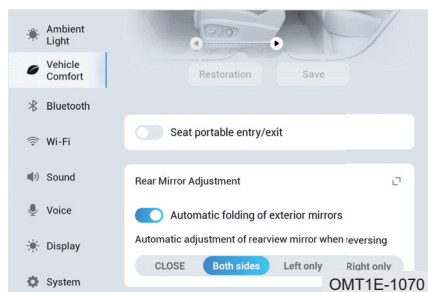 Ambient
Light
Vehicle
Comfort
Restoration
Save
Bluetooth
Seat portable entry/exit
Wi-Fi
Sound
Rear Mirror Adjustment
Voice
Automatic folding of exterior mirrors
Automatic adjustment of rearview mirror when reversing
Display
CLOSE
Both sides
Left only
Right only
System
OMT1E-1070